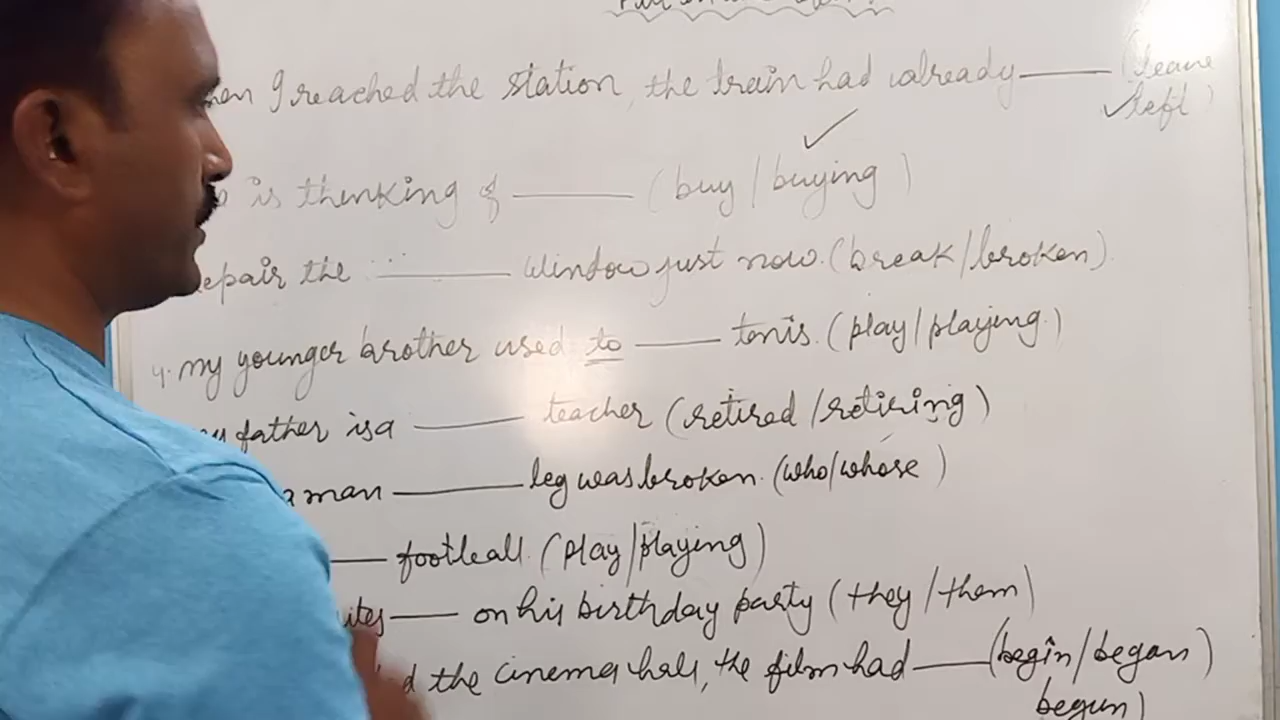 I reached the station, the train had already ——— (leave
✓left)
is thinking of ——— (buy / buying)
the ——— window just now. (break/broken).
4. my younger brother used to ——— tenis. (play/playing.)
father is a ——— teacher (retired / retiring)
a man ——— leg was broken. (who/whose)
——— football. (Play/playing)
——— on his birthday party (they / them)
the cinema hall, the film had ——— (begin/began
begun)